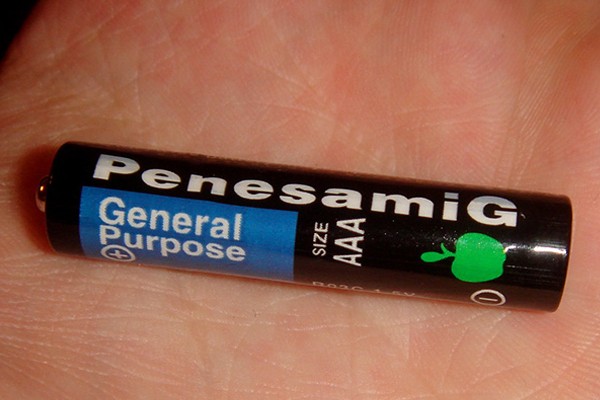 PenesamiG
General
Purpose
SIZE
AAA